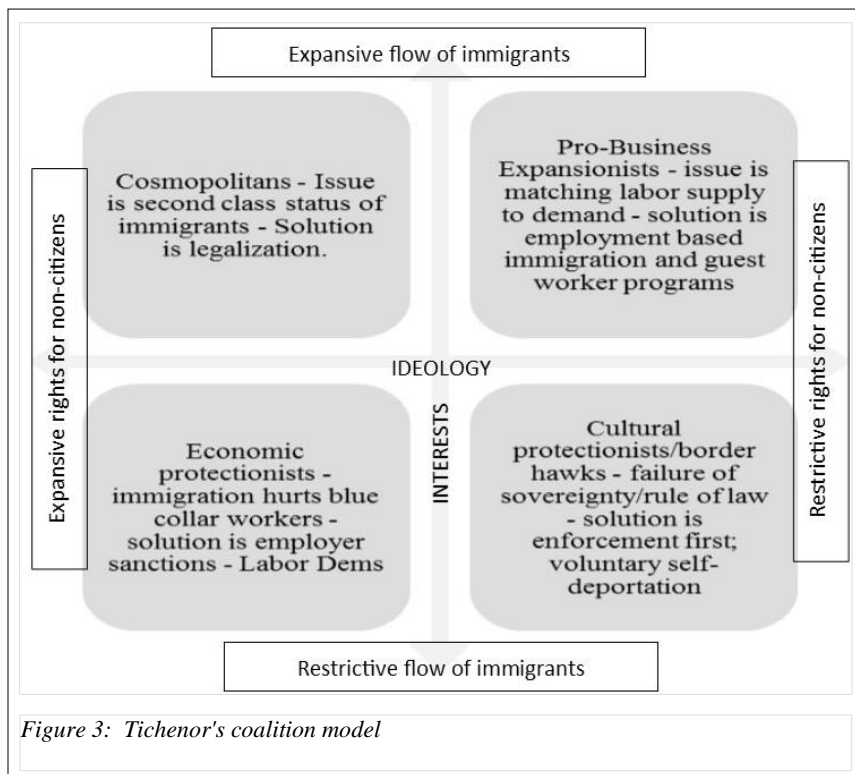 Expansive flow of immigrants
Cosmopolitans - Issue
is second class status of
immigrants - Solution
is legalization.
Pro-Business
Expansionists - issue is
matching labor supply
to demand - solution is
employment based
immigration and guest
worker programs
Expansive rights for non-citizens
Restrictive rights for non-citizens
IDEOLOGY
INTERESTS
Economic
protectionists -
immigration hurts blue
collar workers -
solution is employer
sanctions - Labor Dems
Cultural
protectionists/border
hawks - failure of
sovereignty/rule of law
- solution is
enforcement first;
voluntary self-
deportation
Restrictive flow of immigrants
Figure 3: Tichenor's coalition model